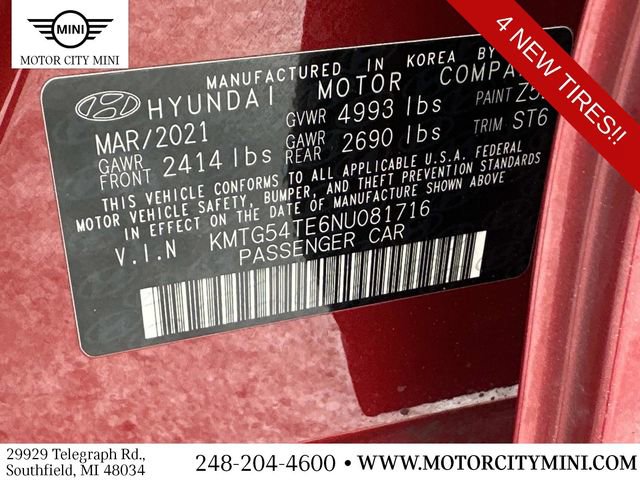 MINI
MOTOR CITY MINI
4 NEW TIRES!!
MANUFACTURED IN KOREA BY
HYUNDAI MOTOR COMPA
MAR/2021 GVWR 4993 lbs PAINT
GAWR FRONT 2414 lbs GAWR REAR 2690 lbs TRIM ST6
THIS VEHICLE CONFORMS TO ALL APPLICABLE U.S.A. FEDERAL
MOTOR VEHICLE SAFETY, BUMPER, AND THEFT PREVENTION STANDARDS
IN EFFECT ON THE DATE OF MANUFACTURE SHOWN ABOVE.
V.I.N KMTG54TE6NU081716
PASSENGER CAR
29929 Telegraph Rd.,
Southfield, MI 48034
248-204-4600 • WWW.MOTORCITYMINI.COM